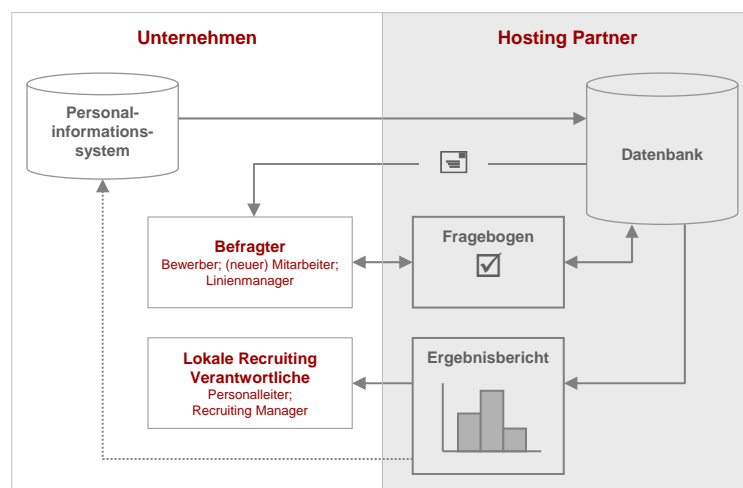 Unternehmen
Hosting Partner
Personal-
informations-
system
Datenbank
Befragter
Bewerber; (neuer) Mitarbeiter;
Linienmanager
Fragebogen
Lokale Recruiting
Verantwortliche
Personalleiter;
Recruiting Manager
Ergebnisbericht